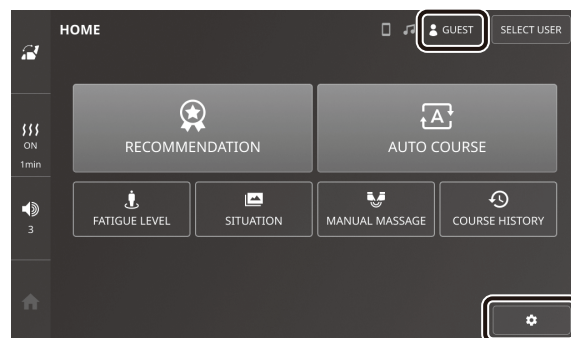 HOME
GUEST
SELECT USER
ON
1min
3
RECOMMENDATION
A
AUTO COURSE
FATIGUE LEVEL
SITUATION
MANUAL MASSAGE
COURSE HISTORY